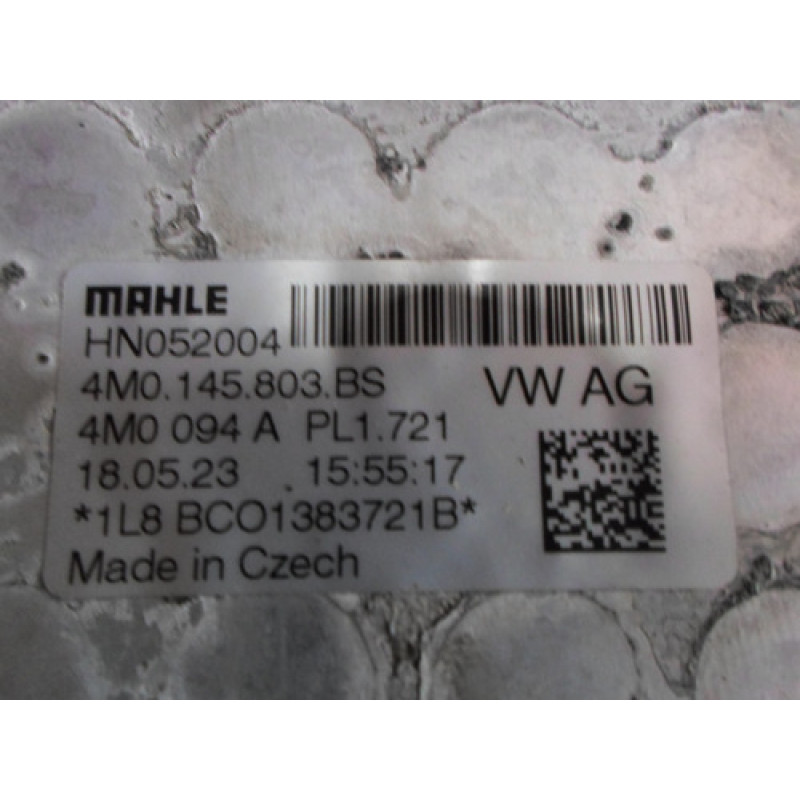 MAHLE
HN052004
4M0.145.803.BS VW AG
4M0 094 A PL1.721
18.05.23 15:55:17
*1L8 BCO1383721B*
Made in Czech